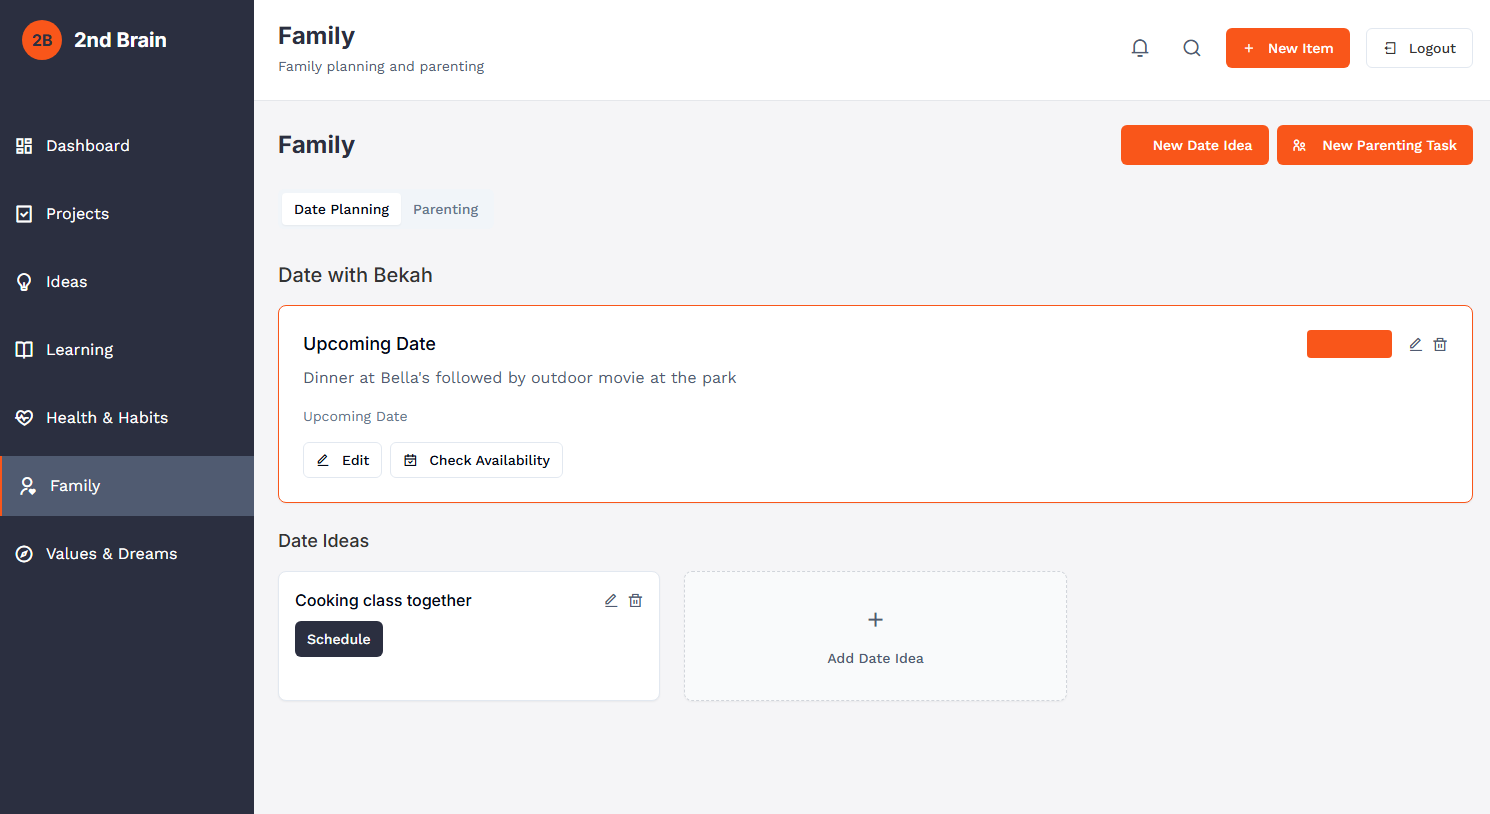 2B
2nd Brain
Dashboard
Projects
Ideas
Learning
Health & Habits
Family
Values & Dreams
Family
Family planning and parenting
New Item
Logout
Family
New Date Idea
New Parenting Task
Date Planning
Parenting
Date with Bekah
Upcoming Date
Dinner at Bella's followed by outdoor movie at the park
Upcoming Date
Edit
Check Availability
Date Ideas
Cooking class together
Schedule
Add Date Idea